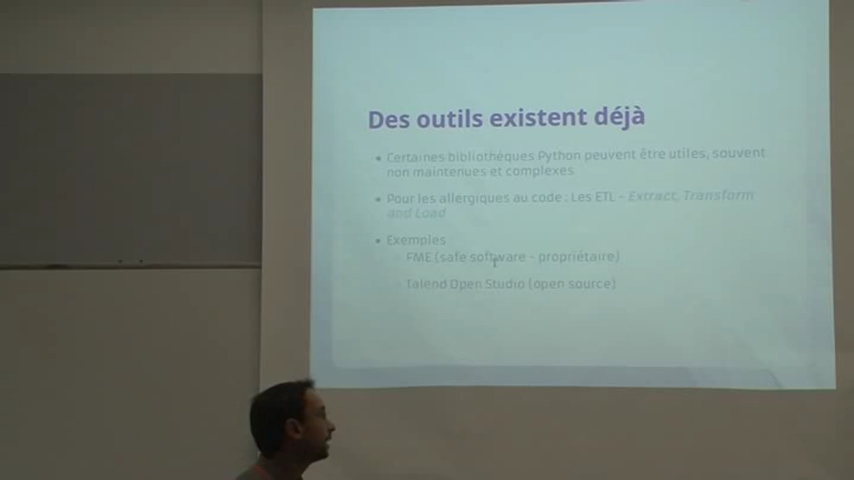 Des outils existent déjà
• Certaines bibliothèques Python peuvent être utiles, souvent
non maintenues et complexes
• Pour les allergiques au code : Les ETL - Extract, Transform
and Load
• Exemples
FME (safe software - propriétaire)
Talend Open Studio (open source)